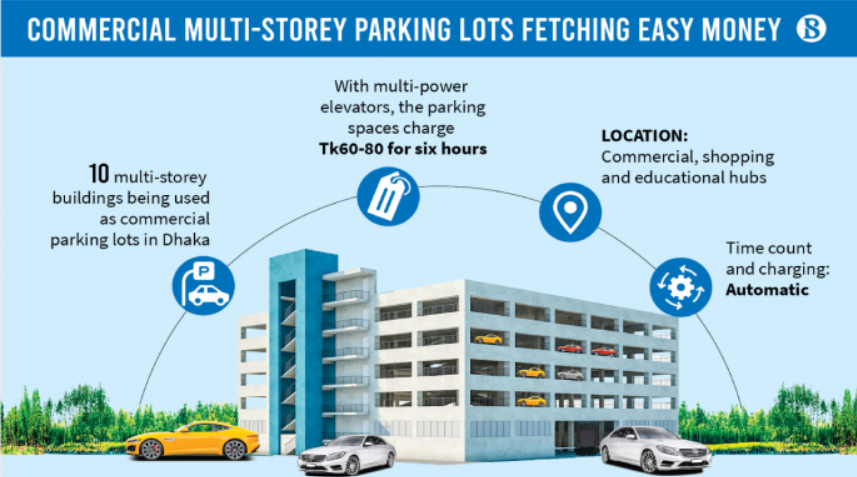 COMMERCIAL MULTI-STOREY PARKING LOTS FETCHING EASY MONEY
With multi-power
elevators, the parking
spaces charge
Tk60-80 for six hours
LOCATION:
Commercial, shopping
and educational hubs
10 multi-storey
buildings being used
as commercial
parking lots in Dhaka
P
Time count
and charging:
Automatic